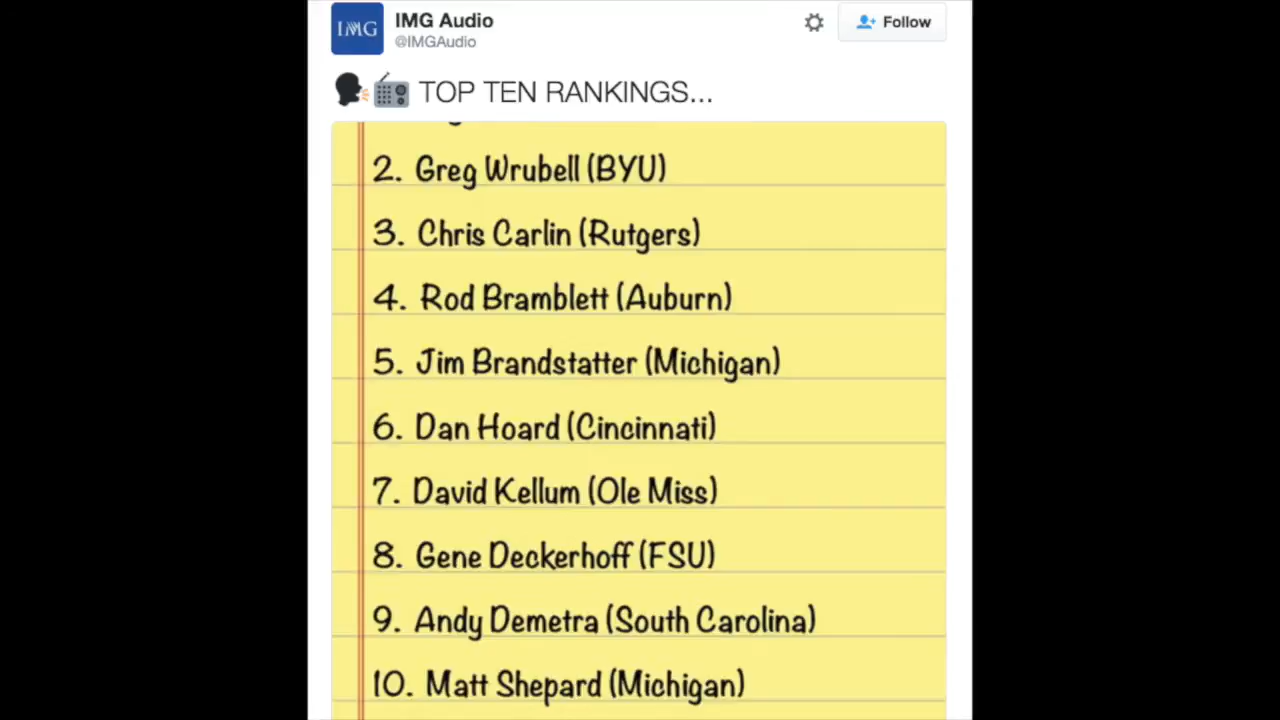 IMG
IMG Audio
@IMGAudio
Follow
TOP TEN RANKINGS...
2. Greg Wrubell (BYU)
3. Chris Carlin (Rutgers)
4. Rod Bramblett (Auburn)
5. Jim Brandstatter (Michigan)
6. Dan Hoard (Cincinnati)
7. David Kellum (Ole Miss)
8. Gene Deckerhoff (FSU)
9. Andy Demetra (South Carolina)
10. Matt Shepard (Michigan)